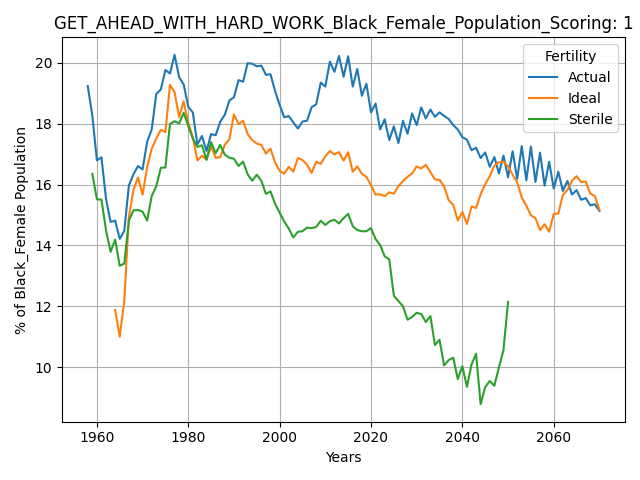 GET_AHEAD_WITH_HARD_WORK_Black_Female_Population_Scoring: 1
Fertility
Actual
Ideal
Sterile
% of Black_Female Population
20
18
16
14
12
10
1960
1980
2000
2020
2040
2060
Years